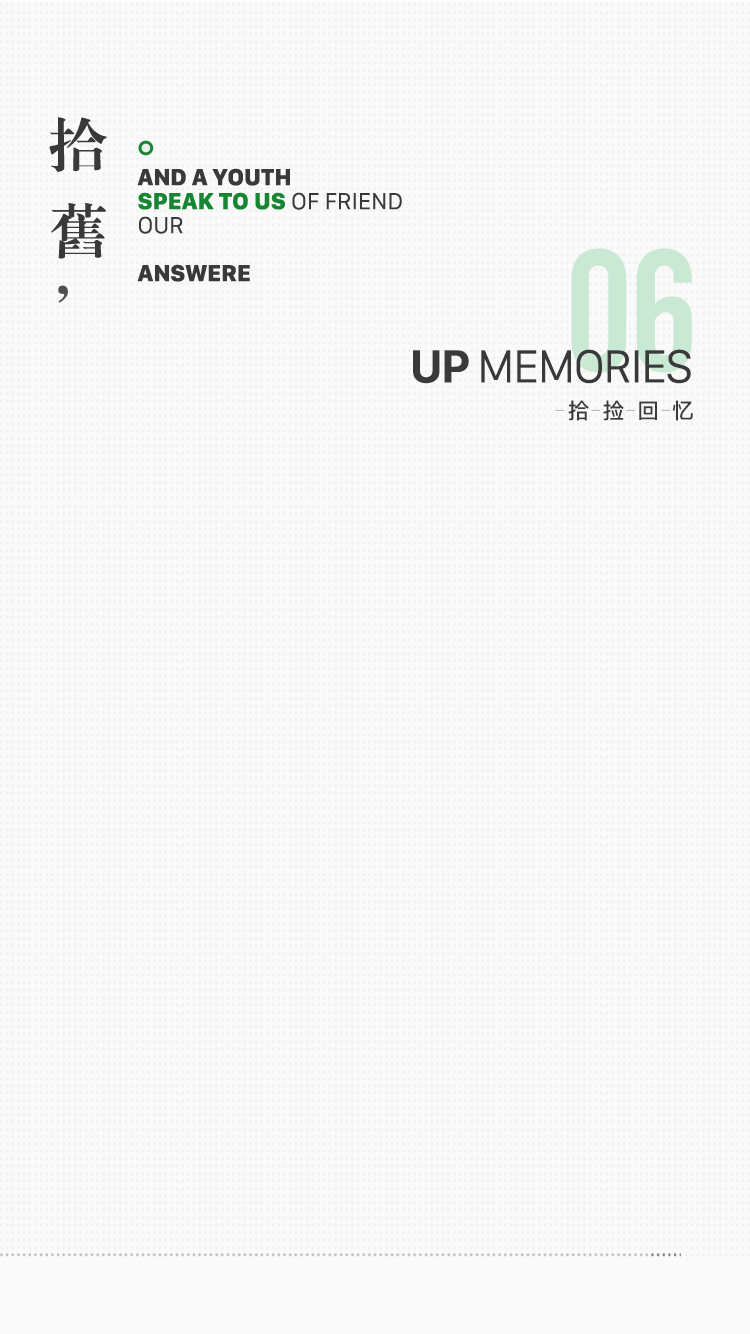 拾舊，
AND A YOUTH
SPEAK TO US OF FRIEND
OUR
ANSWERE
06
UP MEMORIES
-拾-捡-回-忆